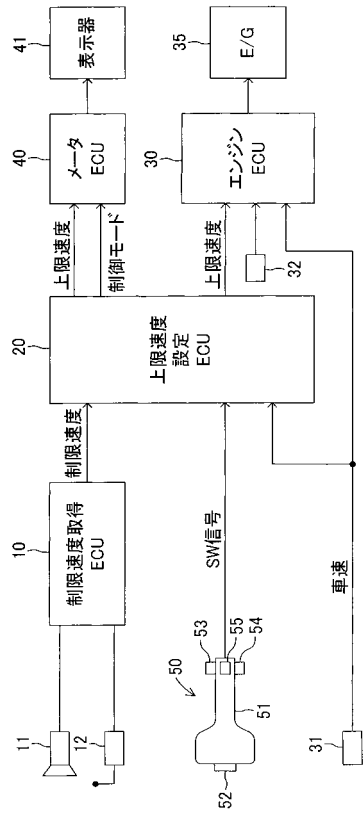 11
12
10
制限速度取得
ECU
制限速度
20
上限速度
設定
ECU
上限速度
制御モード
40
メータ
ECU
41
表示器
上限速度
30
エンジン
ECU
35
E/G
32
50
53
55
54
51
52
SW信号
31
車速